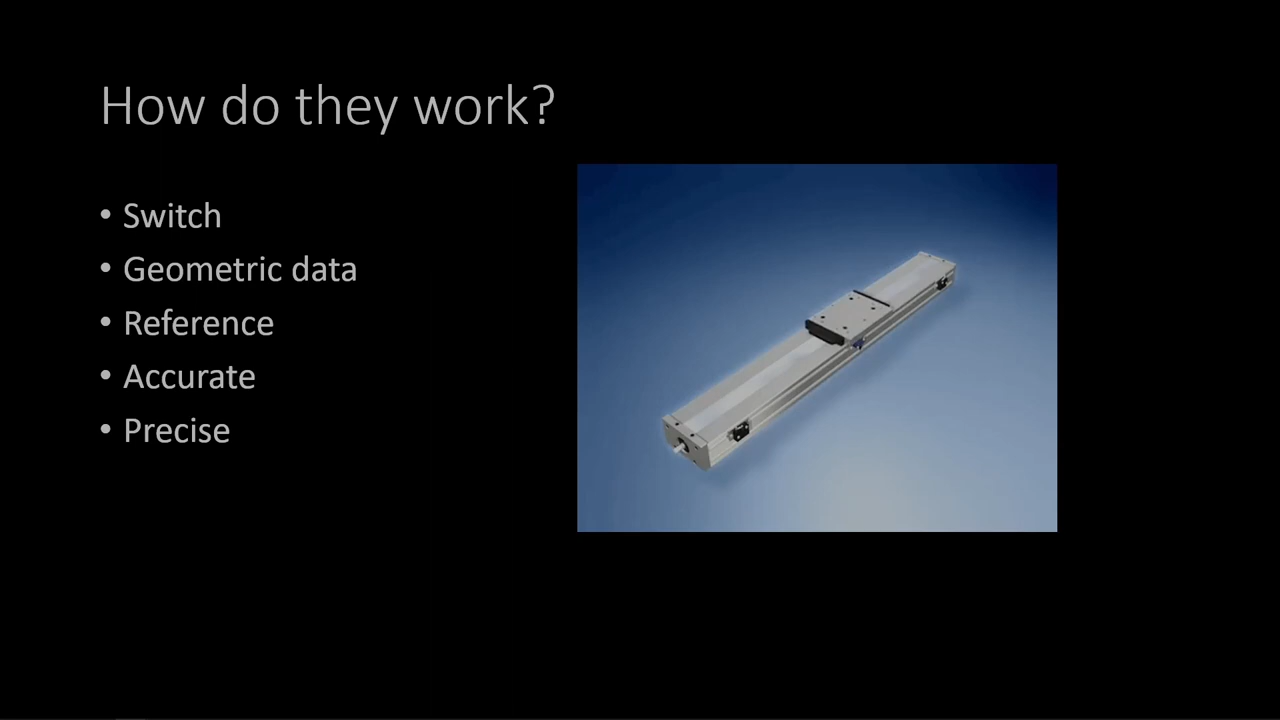 How do they work?
• Switch
• Geometric data
• Reference
• Accurate
• Precise